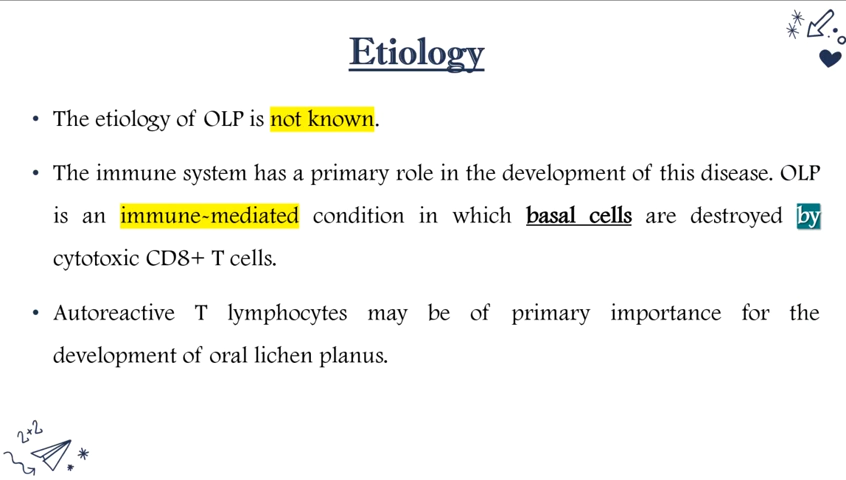 Etiology
• The etiology of OLP is not known.
• The immune system has a primary role in the development of this disease. OLP
is an immune-mediated condition in which basal cells are destroyed by
cytotoxic CD8+ T cells.
• Autoreactive T lymphocytes may be of primary importance for the
development of oral lichen planus.
2×2